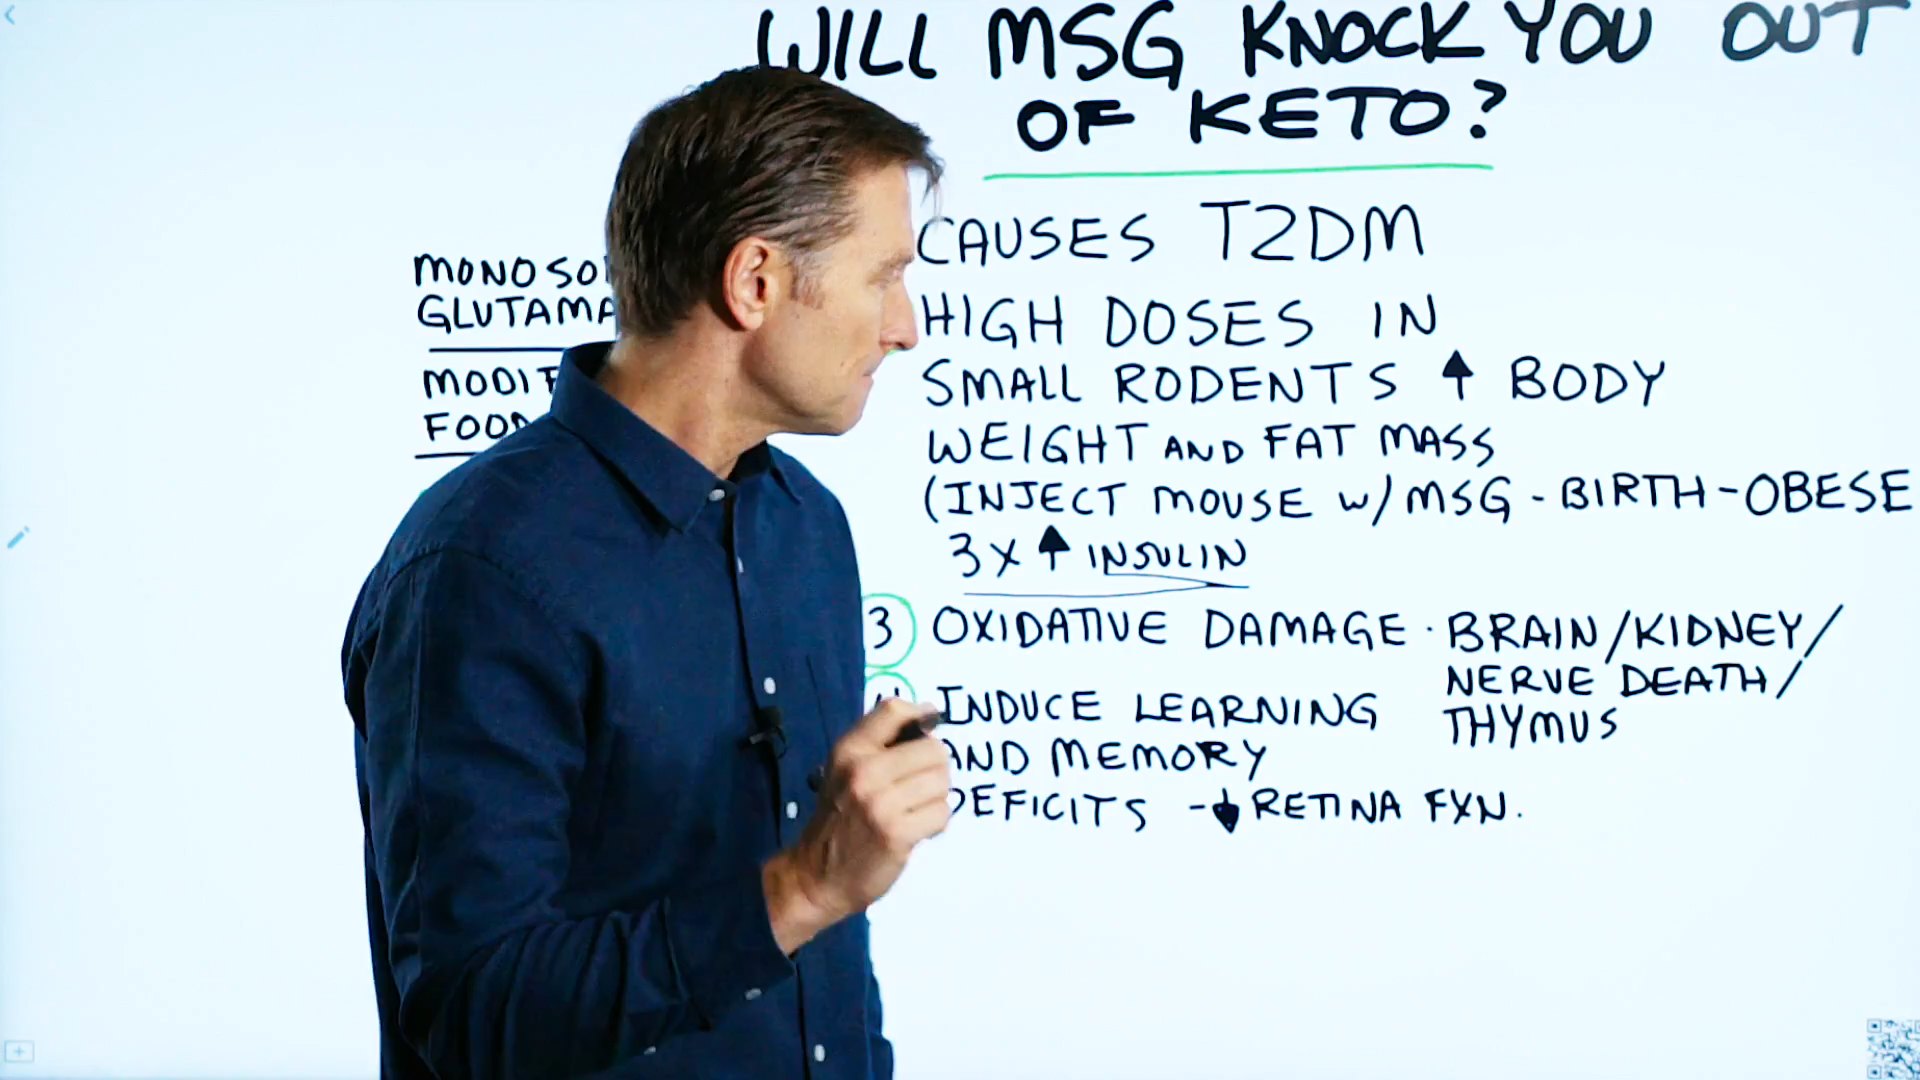 WILL MSG KNOCK YOU OUT
OF KETO?
MONOSO
GLUTAMA
MODIF
FOOD
CAUSES T2DM
HIGH DOSES IN
SMALL RODENTS ↑ BODY
WEIGHT AND FAT MASS
(INJECT MOUSE W/ MSG - BIRTH - OBESE
3X ↑ INSULIN
3 OXIDATIVE DAMAGE · BRAIN/KIDNEY/
NERVE DEATH/
THYMUS
INDUCE LEARNING
AND MEMORY
DEFICITS - ↓ RETINA FXN.